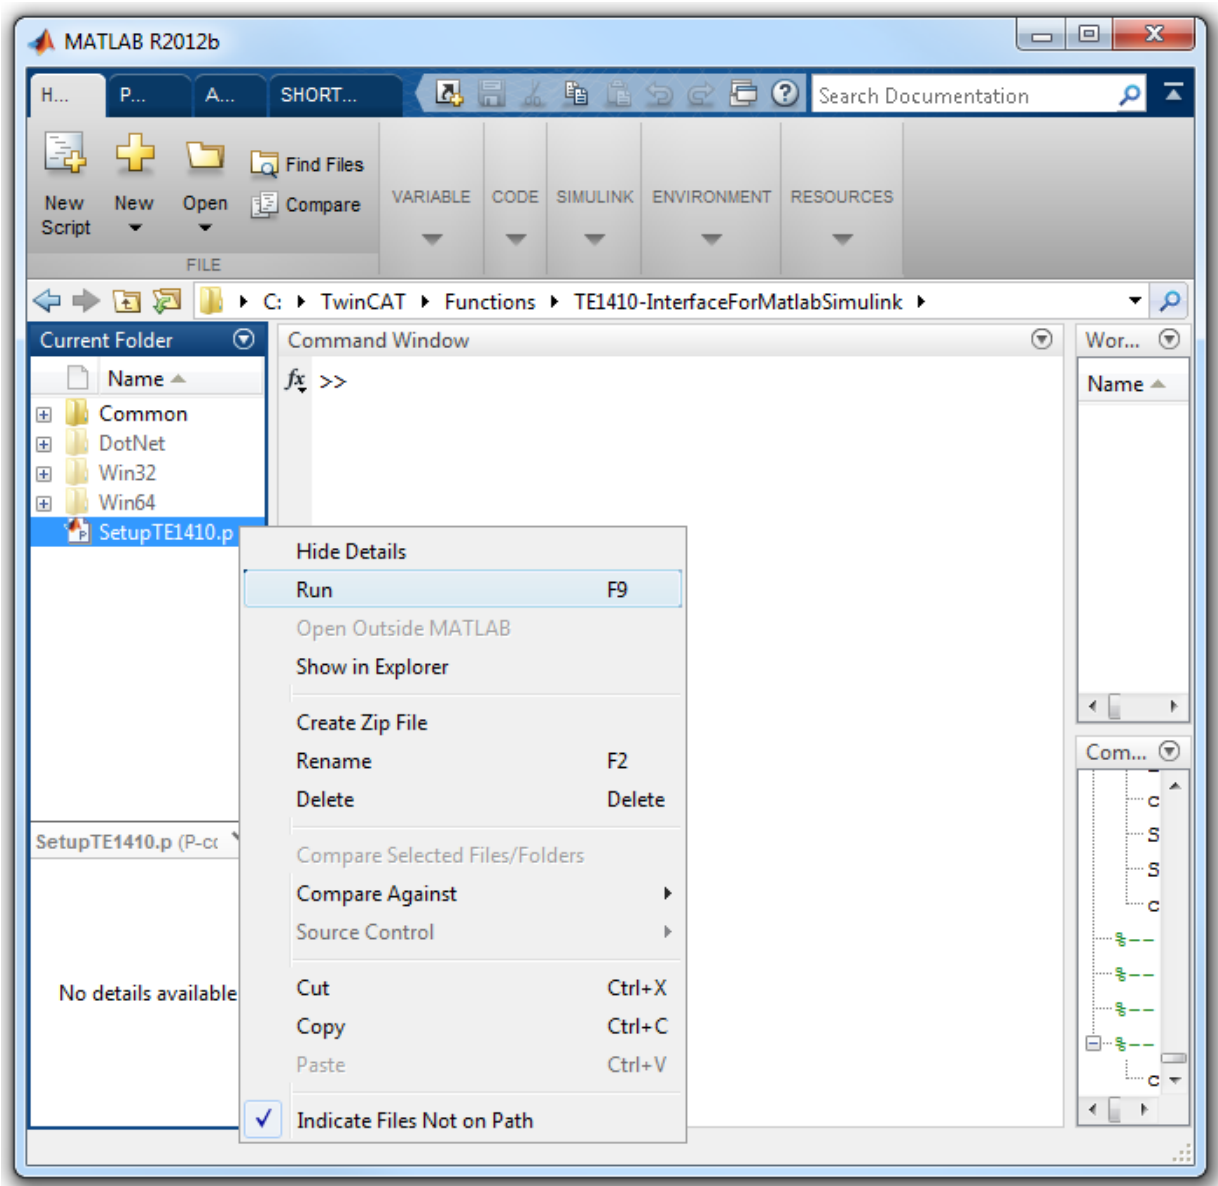 MATLAB R2012b
H... P... A... SHORT... Search Documentation
Find Files
New Script New Open Compare
VARIABLE CODE SIMULINK ENVIRONMENT RESOURCES
FILE
C: TwinCAT Functions TE1410-InterfaceForMatlabSimulink
Current Folder
Name
Common
DotNet
Win32
Win64
SetupTE1410.p
Command Window
fx >>
Wor...
Name
Hide Details
Run F9
Open Outside MATLAB
Show in Explorer
Create Zip File
Rename F2
Delete Delete
Compare Selected Files/Folders
Compare Against
Source Control
Cut Ctrl+X
Copy Ctrl+C
Paste Ctrl+V
Indicate Files Not on Path
SetupTE1410.p (P-cc
No details available
Com...
c
S
S
c
%--
%--
%--
%--
c